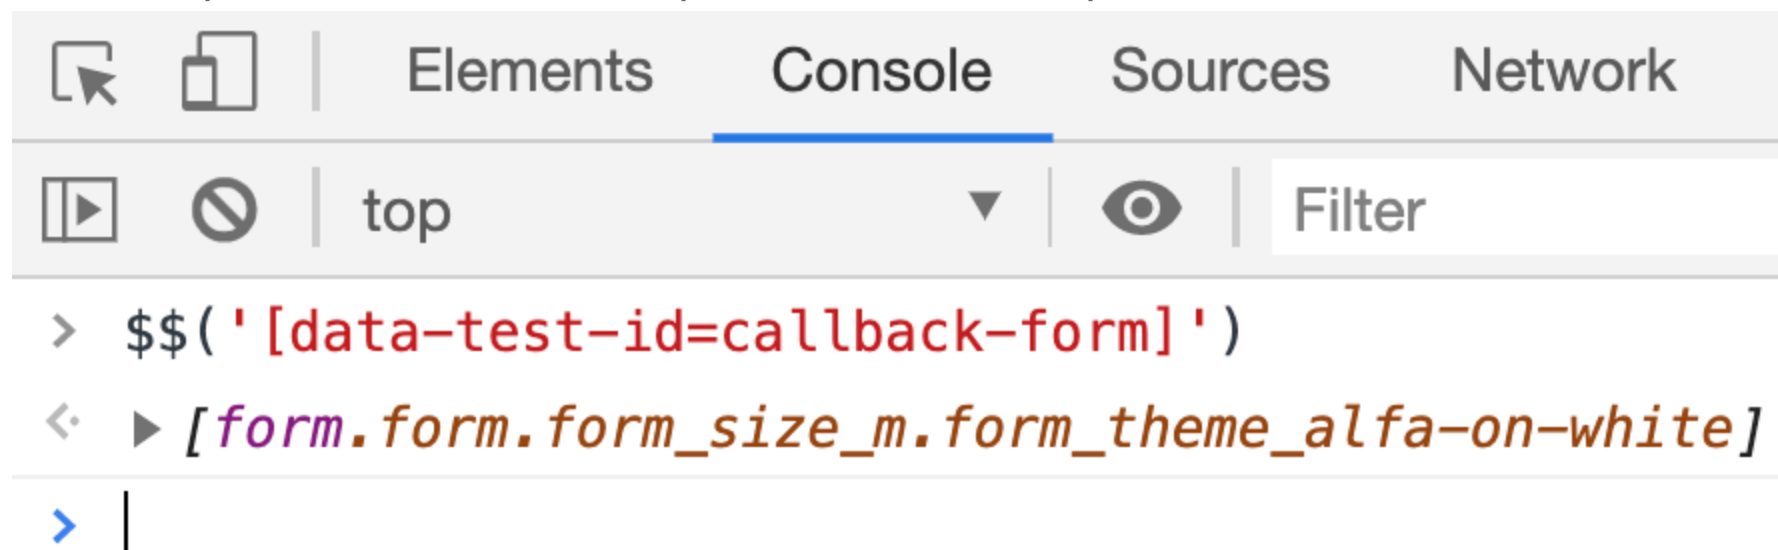 Elements Console Sources Network
top Filter
$$('[data-test-id=callback-form]')
[form.form.form_size_m.form_theme_alfa-on-white]